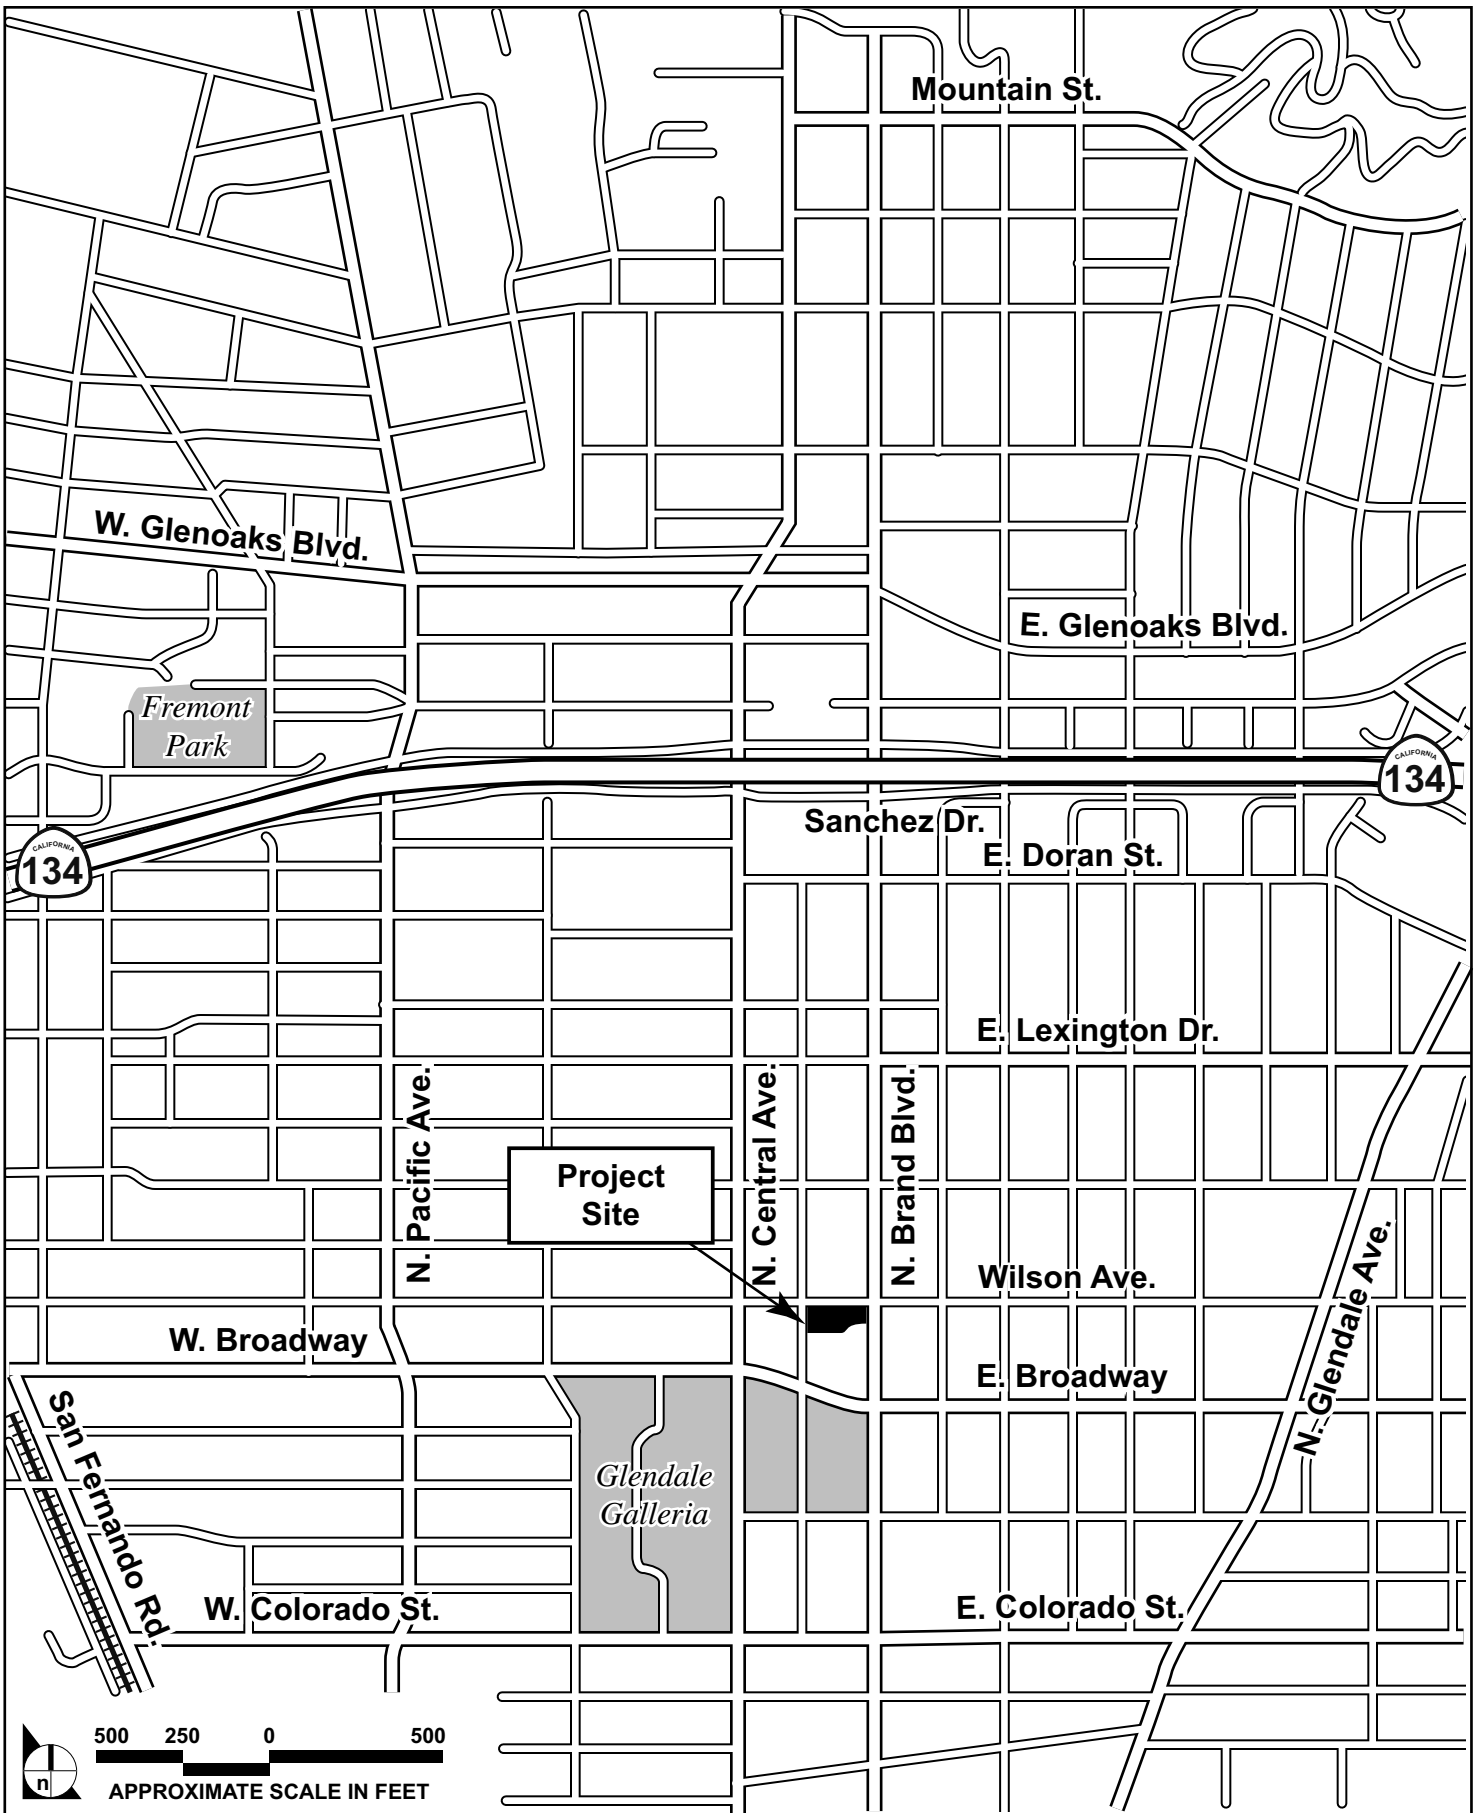 Mountain St.
W. Glenoaks Blvd.
E. Glenoaks Blvd.
Fremont
Park
CALIFORNIA
134
Sanchez Dr.
E. Doran St.
CALIFORNIA
134
E. Lexington Dr.
N. Pacific Ave.
N. Central Ave.
N. Brand Blvd.
Project
Site
N. Glendale Ave.
Wilson Ave.
W. Broadway
E. Broadway
San Fernando Rd.
Glendale
Galleria
W. Colorado St.
E. Colorado St.
500 250 0 500
n
APPROXIMATE SCALE IN FEET